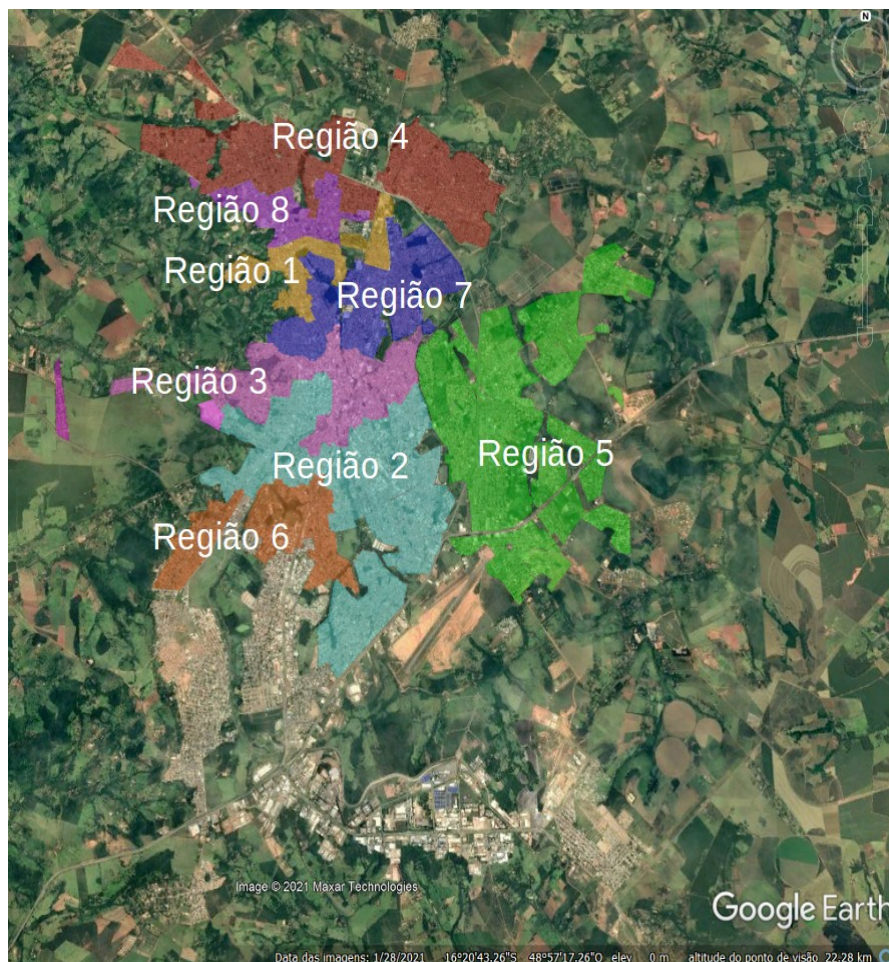 N
Região 4
Região 8
Região 1
Região 7
Região 3
Região 5
Região 2
Região 6
Image © 2021 Maxar Technologies
Google Earth
Data das imagens: 1/28/2021 16°20'43.26"S 48°57'17.26"O elev 0 m altitude do ponto de visão 22.28 km